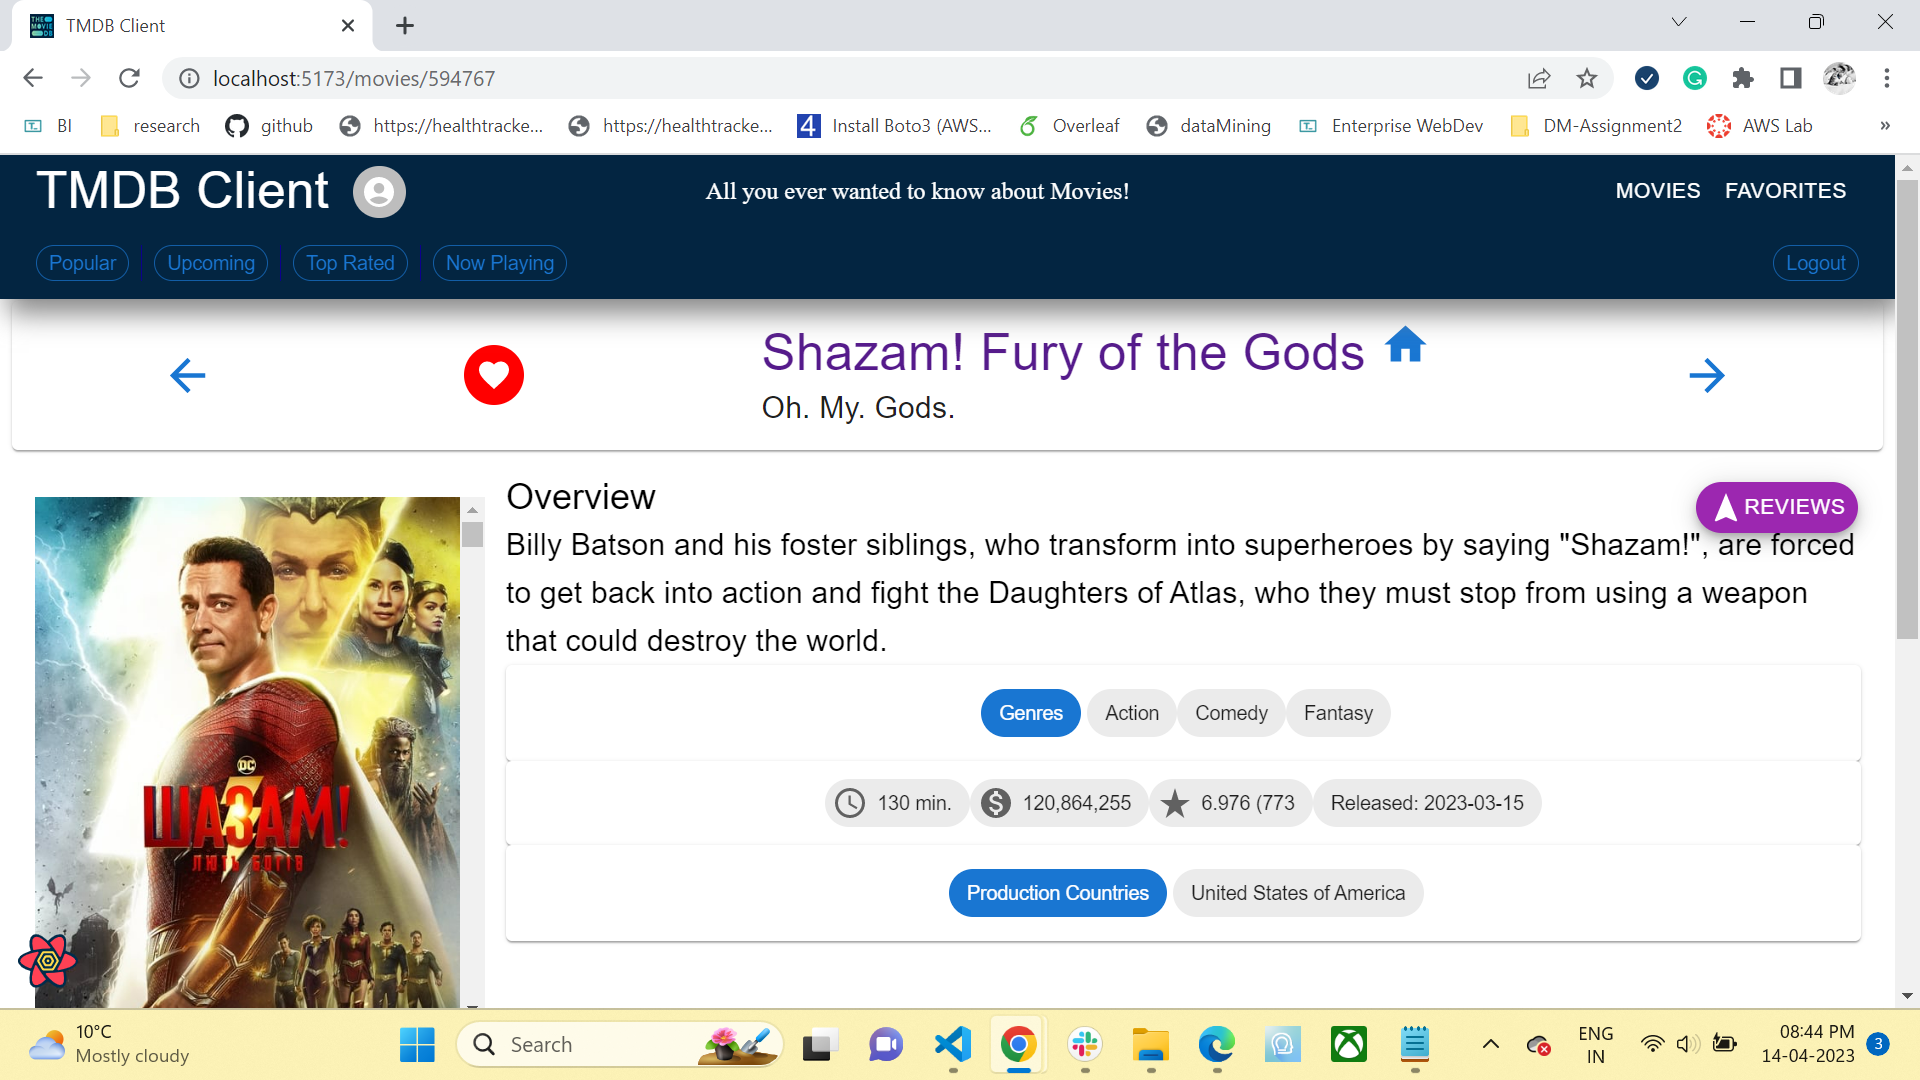 TMDB Client
localhost:5173/movies/594767
BI research github https://healthtracke... https://healthtracke... 4 Install Boto3 (AWS... Overleaf dataMining Enterprise WebDev DM-Assignment2 AWS Lab »
TMDB Client All you ever wanted to know about Movies! MOVIES FAVORITES
Popular Upcoming Top Rated Now Playing Logout
Shazam! Fury of the Gods
Oh. My. Gods.
Overview
REVIEWS
Billy Batson and his foster siblings, who transform into superheroes by saying "Shazam!", are forced
to get back into action and fight the Daughters of Atlas, who they must stop from using a weapon
that could destroy the world.
Genres Action Comedy Fantasy
130 min. 120,864,255 6.976 (773 Released: 2023-03-15
Production Countries United States of America
DC
ШАЗАМ!
ЛЮТЬ БОГІВ
10°C
Mostly cloudy
Search
ENG
IN
08:44 PM
14-04-2023
3